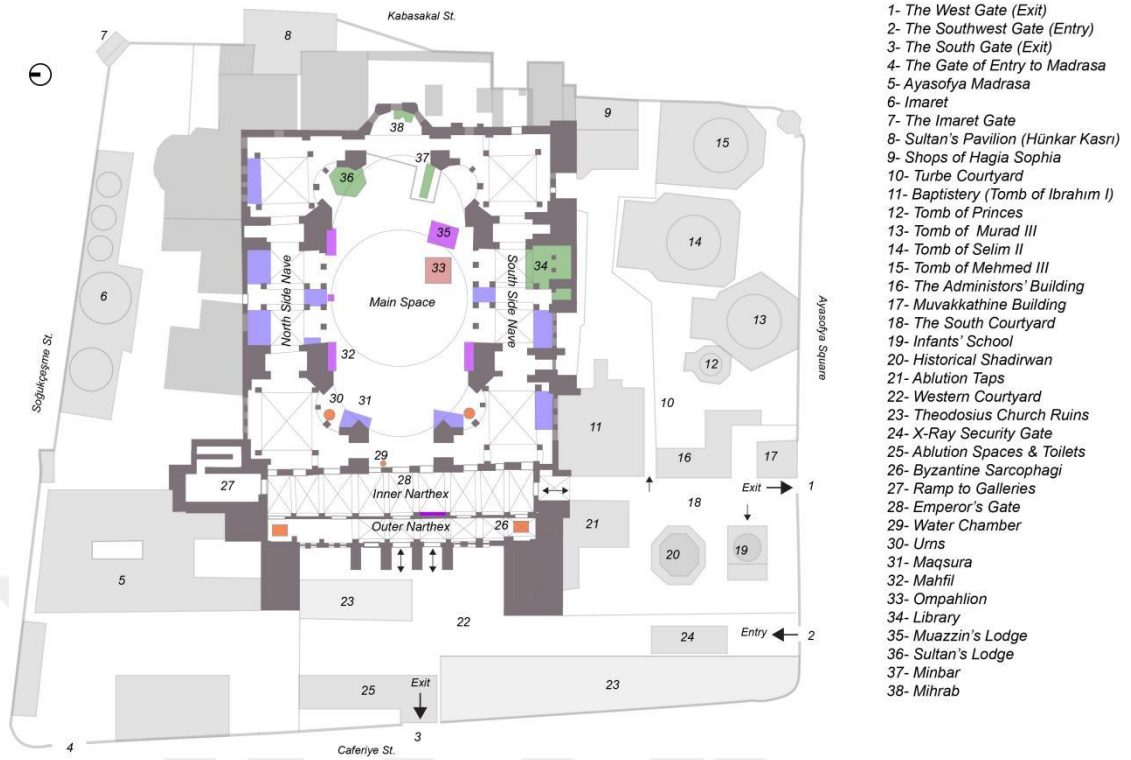 Kabasakal St.
7
8
9
15
38
37
36
35
34
33
14
6
North Side Nave
Main Space
South Side Nave
Soğukçeşme St.
Ayasofya Square
13
32
12
30
31
10
11
29
28
16
17
27
Inner Narthex
Exit
1
18
Outer Narthex
26
21
20
19
5
23
22
24
Entry
2
25
Exit
23
3
4
Caferiye St.
1- The West Gate (Exit)
2- The Southwest Gate (Entry)
3- The South Gate (Exit)
4- The Gate of Entry to Madrasa
5- Ayasofya Madrasa
6- Imaret
7- The Imaret Gate
8- Sultan's Pavilion (Hünkar Kasrı)
9- Shops of Hagia Sophia
10- Turbe Courtyard
11- Baptistery (Tomb of Ibrahım I)
12- Tomb of Princes
13- Tomb of Murad III
14- Tomb of Selim II
15- Tomb of Mehmed III
16- The Administors' Building
17- Muvakkathine Building
18- The South Courtyard
19- Infants' School
20- Historical Shadirwan
21- Ablution Taps
22- Western Courtyard
23- Theodosius Church Ruins
24- X-Ray Security Gate
25- Ablution Spaces & Toilets
26- Byzantine Sarcophagi
27- Ramp to Galleries
28- Emperor's Gate
29- Water Chamber
30- Urns
31- Maqsura
32- Mahfil
33- Ompahlion
34- Library
35- Muazzin's Lodge
36- Sultan's Lodge
37- Minbar
38- Mihrab